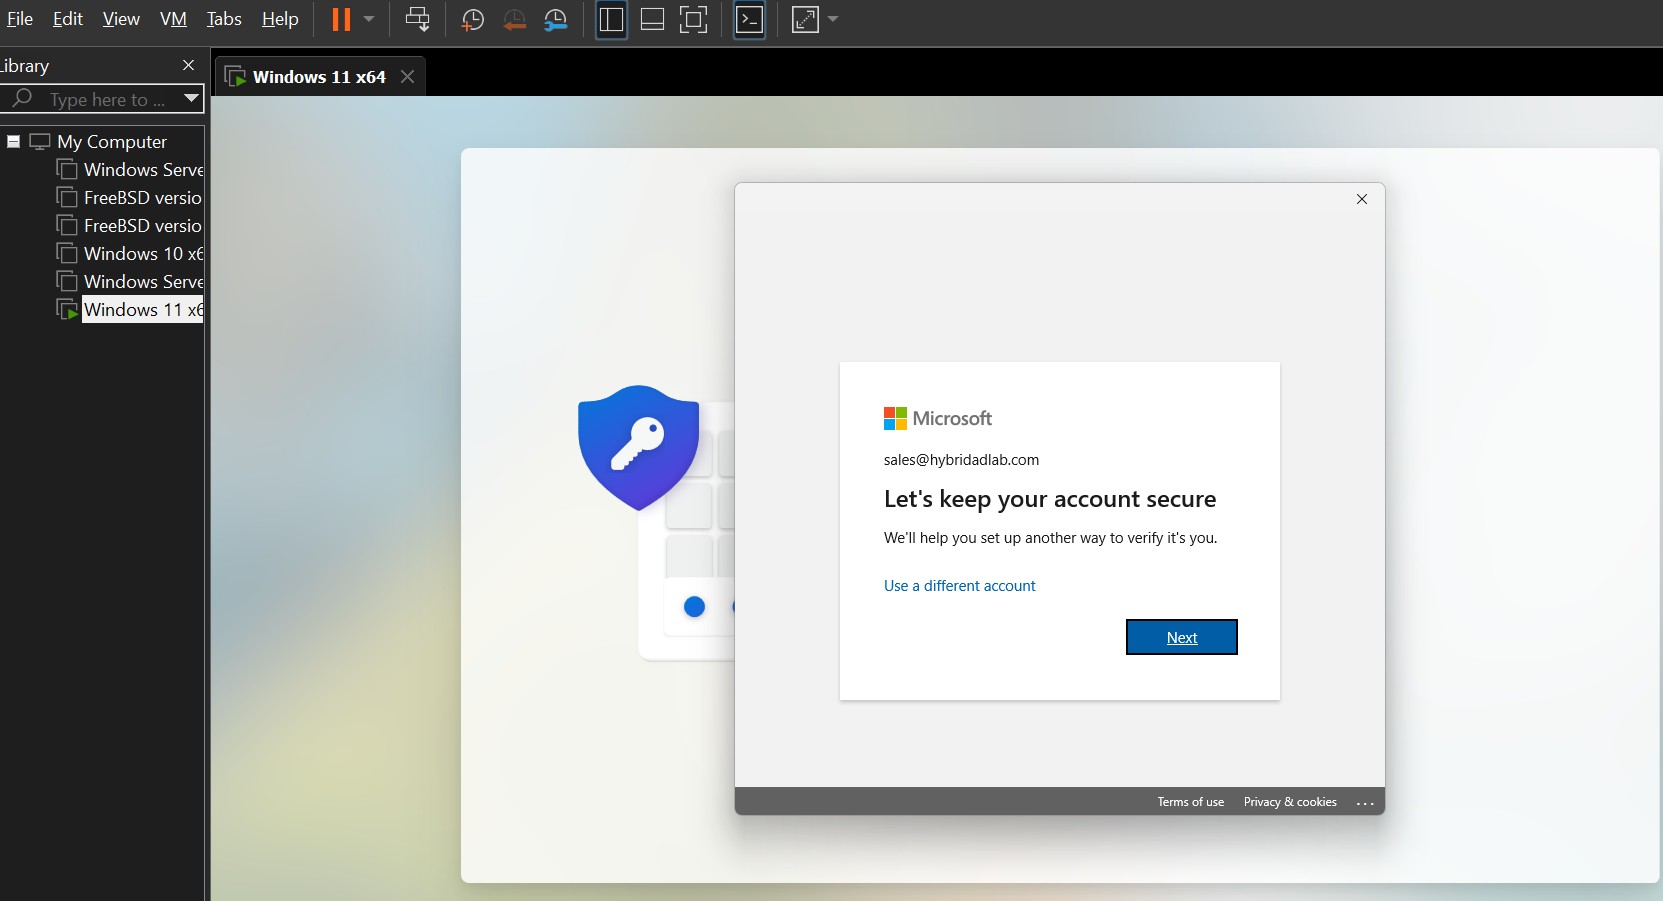 File Edit View VM Tabs Help
Library
Windows 11 x64
Type here to ...
My Computer
Windows Serve
FreeBSD versio
FreeBSD versio
Windows 10 x6
Windows Serve
Windows 11 x6
Microsoft
sales@hybridadlab.com
Let's keep your account secure
We'll help you set up another way to verify it's you.
Use a different account
Next
Terms of use Privacy & cookies ...